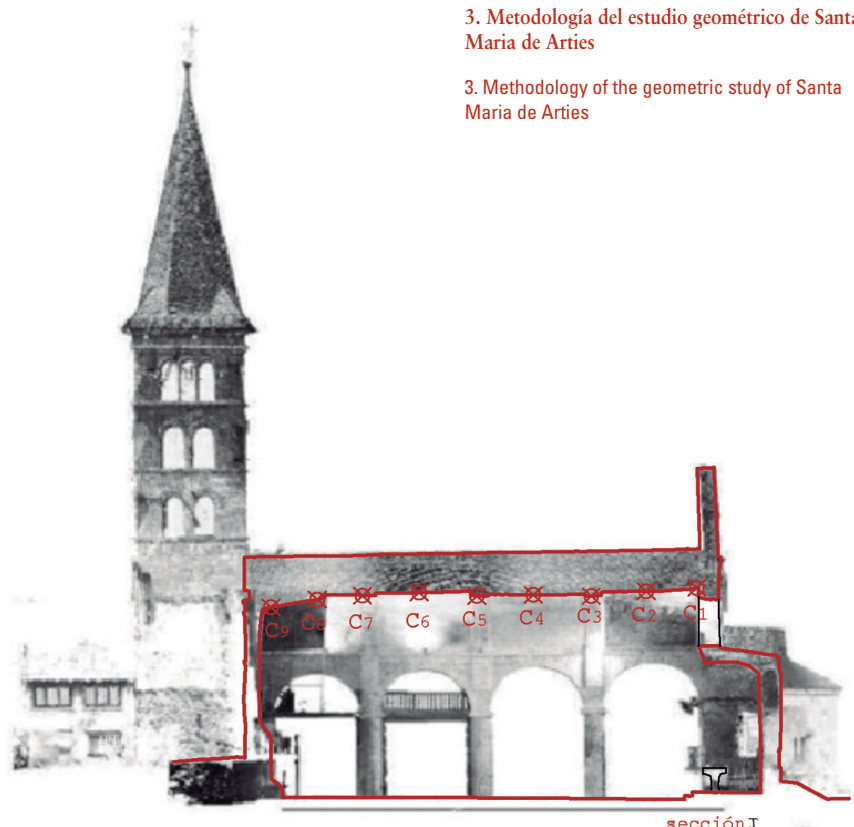 3. Metodología del estudio geométrico de Santa
Maria de Arties
3. Methodology of the geometric study of Santa
Maria de Arties
C9 C8 C7 C6 C5 C4 C3 C2 C1
sección I